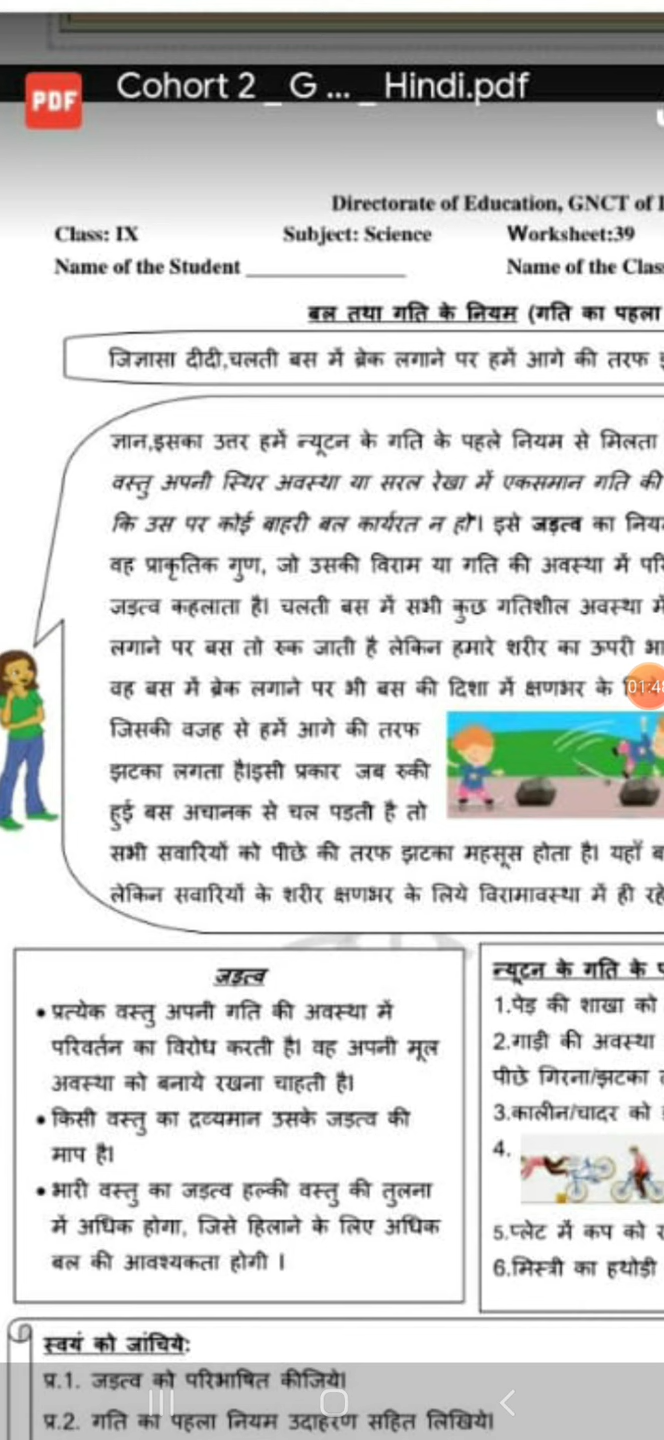 PDF
Cohort 2 _ G ... _ Hindi.pdf
Directorate of Education, GNCT of
Class: IX Subject: Science Worksheet:39
Name of the Student ____________ Name of the Clas
बल तथा गति के नियम (गति का पहला
जिज्ञासा दीदी,चलती बस में ब्रेक लगाने पर हमें आगे की तरफ
ज्ञान,इसका उत्तर हमें न्यूटन के गति के पहले नियम से मिलता
वस्तु अपनी स्थिर अवस्था या सरल रेखा में एकसमान गति की
कि उस पर कोई बाहरी बल कार्यरत न हो। इसे जड़त्व का निय
वह प्राकृतिक गुण, जो उसकी विराम या गति की अवस्था में परि
जड़त्व कहलाता है। चलती बस में सभी कुछ गतिशील अवस्था में
लगाने पर बस तो रुक जाती है लेकिन हमारे शरीर का ऊपरी भा
वह बस में ब्रेक लगाने पर भी बस की दिशा में क्षणभर के
01:48
जिसकी वजह से हमें आगे की तरफ
झटका लगता है।इसी प्रकार जब रुकी
हुई बस अचानक से चल पड़ती है तो
सभी सवारियों को पीछे की तरफ झटका महसूस होता है। यहाँ ब
लेकिन सवारियों के शरीर क्षणभर के लिये विरामावस्था में ही रहे
जड़त्व
• प्रत्येक वस्तु अपनी गति की अवस्था में
परिवर्तन का विरोध करती है। वह अपनी मूल
अवस्था को बनाये रखना चाहती है।
• किसी वस्तु का द्रव्यमान उसके जड़त्व की
माप है।
• भारी वस्तु का जड़त्व हल्की वस्तु की तुलना
में अधिक होगा, जिसे हिलाने के लिए अधिक
बल की आवश्यकता होगी ।
न्यूटन के गति के प
1.पेड़ की शाखा को
2.गाड़ी की अवस्था
पीछे गिरना/झटका
3.कालीन/चादर को
4.
5.प्लेट में कप को
6.मिस्त्री का हथोड़ी
स्वयं को जांचिये:
प्र.1. जड़त्व को परिभाषित कीजिये।
प्र.2. गति का पहला नियम उदाहरण सहित लिखिये।